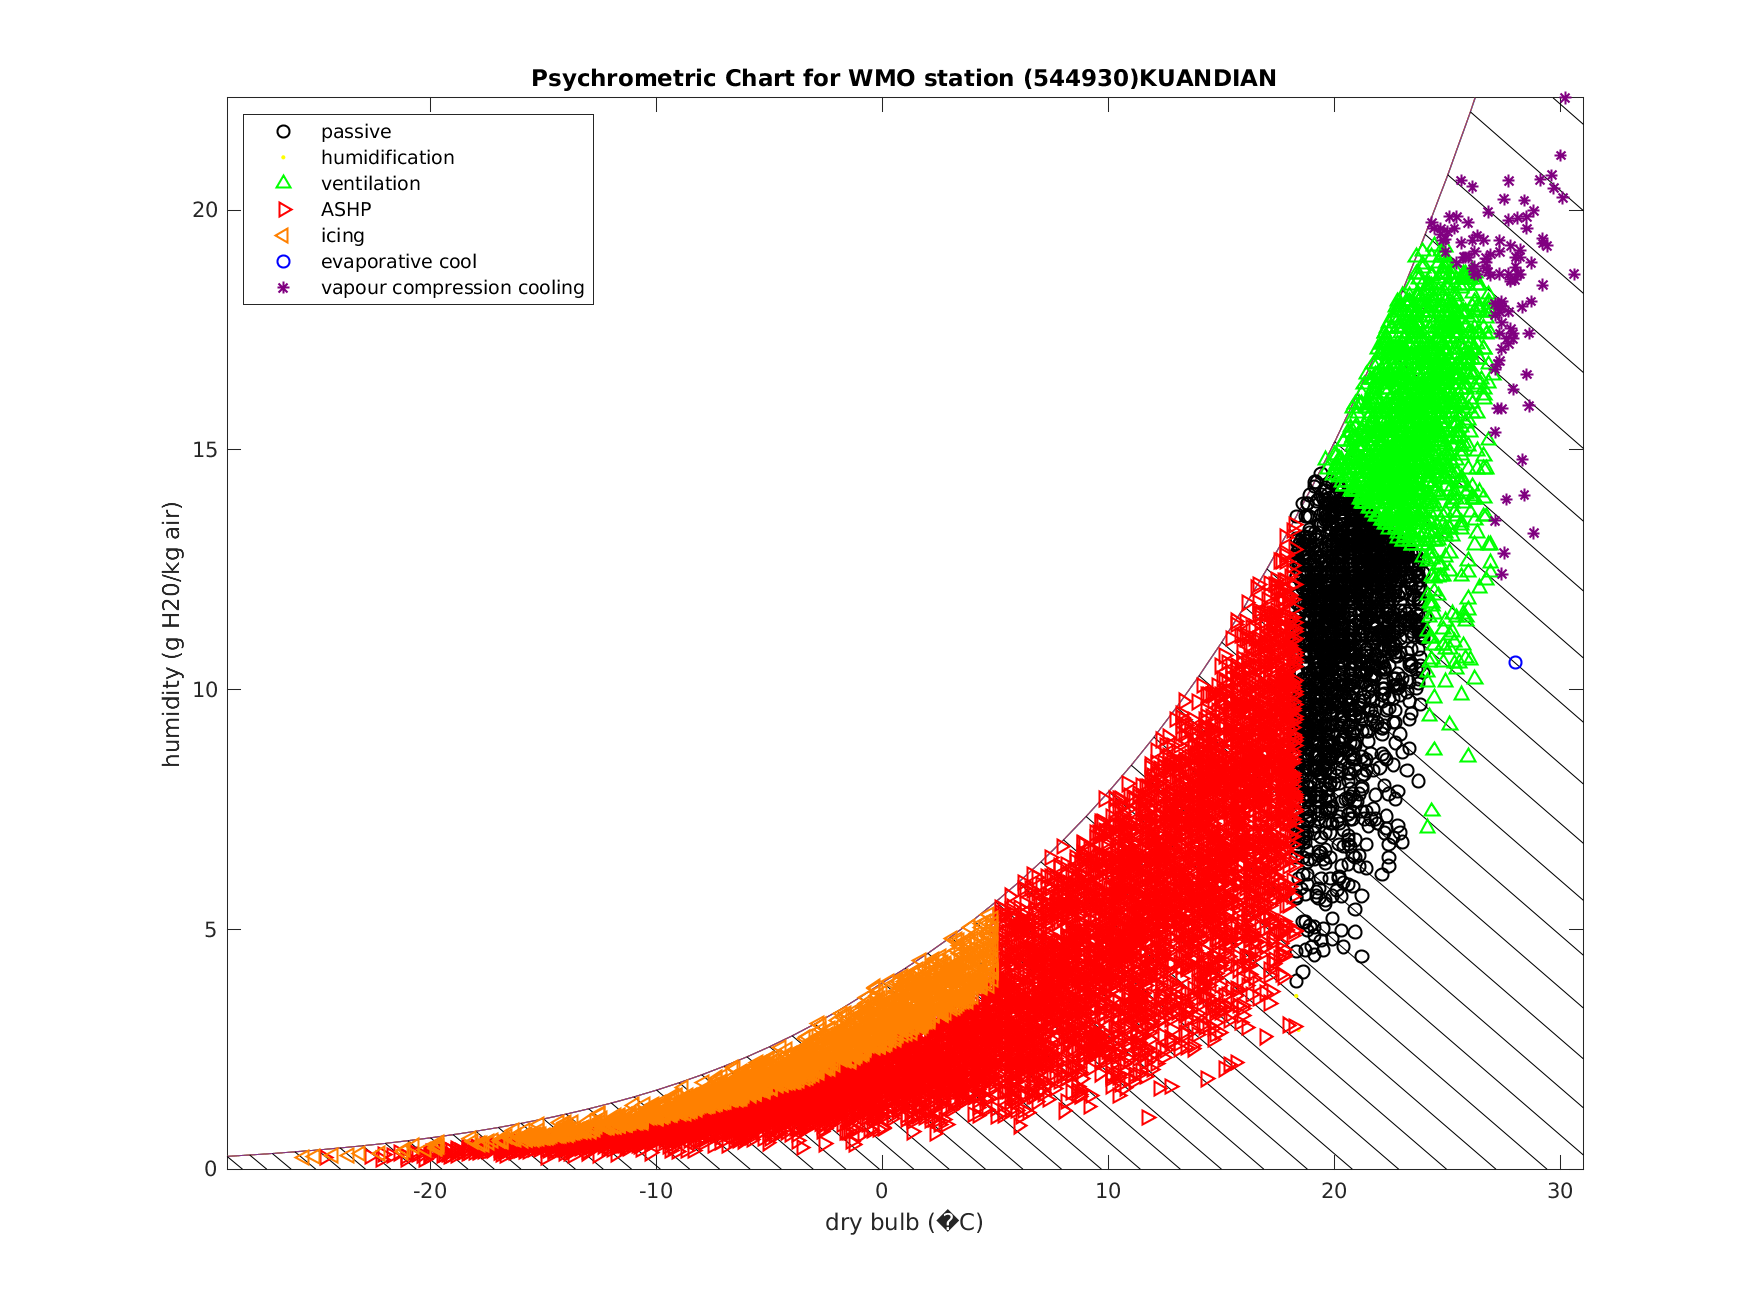 Psychrometric Chart for WMO station (544930)KUANDIAN
passive
humidification
ventilation
ASHP
icing
evaporative cool
vapour compression cooling
humidity (g H20/kg air)
20
15
10
5
0
-20 -10 0 10 20 30
dry bulb (�C)